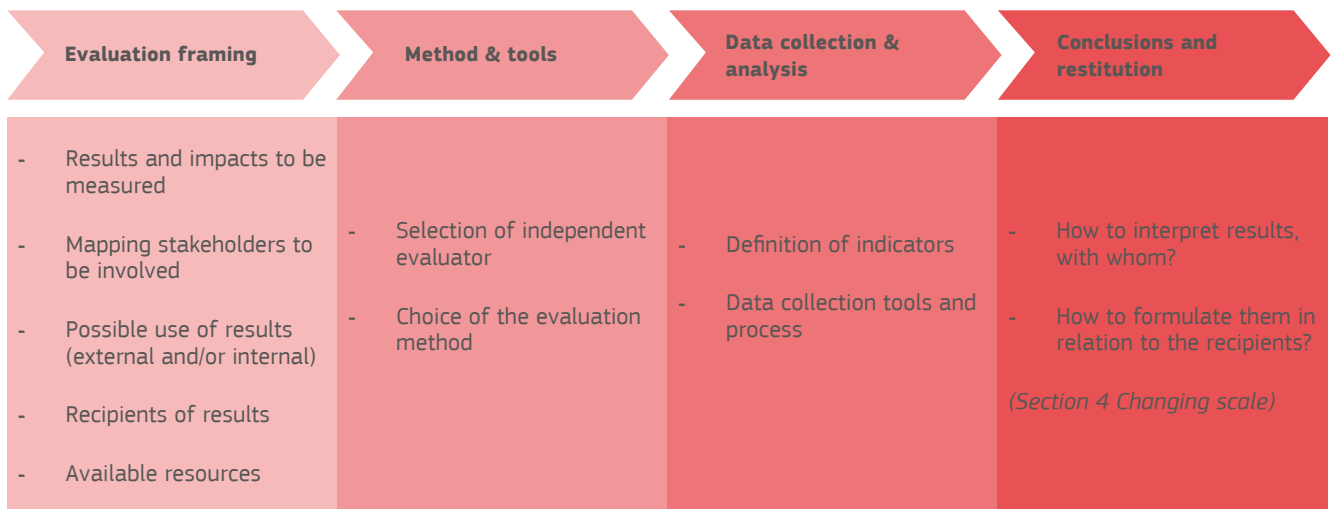 Evaluation framing
Method & tools
Data collection &
analysis
Conclusions and
restitution
- Results and impacts to be
measured
- Mapping stakeholders to
be involved
- Possible use of results
(external and/or internal)
- Recipients of results
- Available resources
- Selection of independent
evaluator
- Choice of the evaluation
method
- Definition of indicators
- Data collection tools and
process
- How to interpret results,
with whom?
- How to formulate them in
relation to the recipients?
(Section 4 Changing scale)